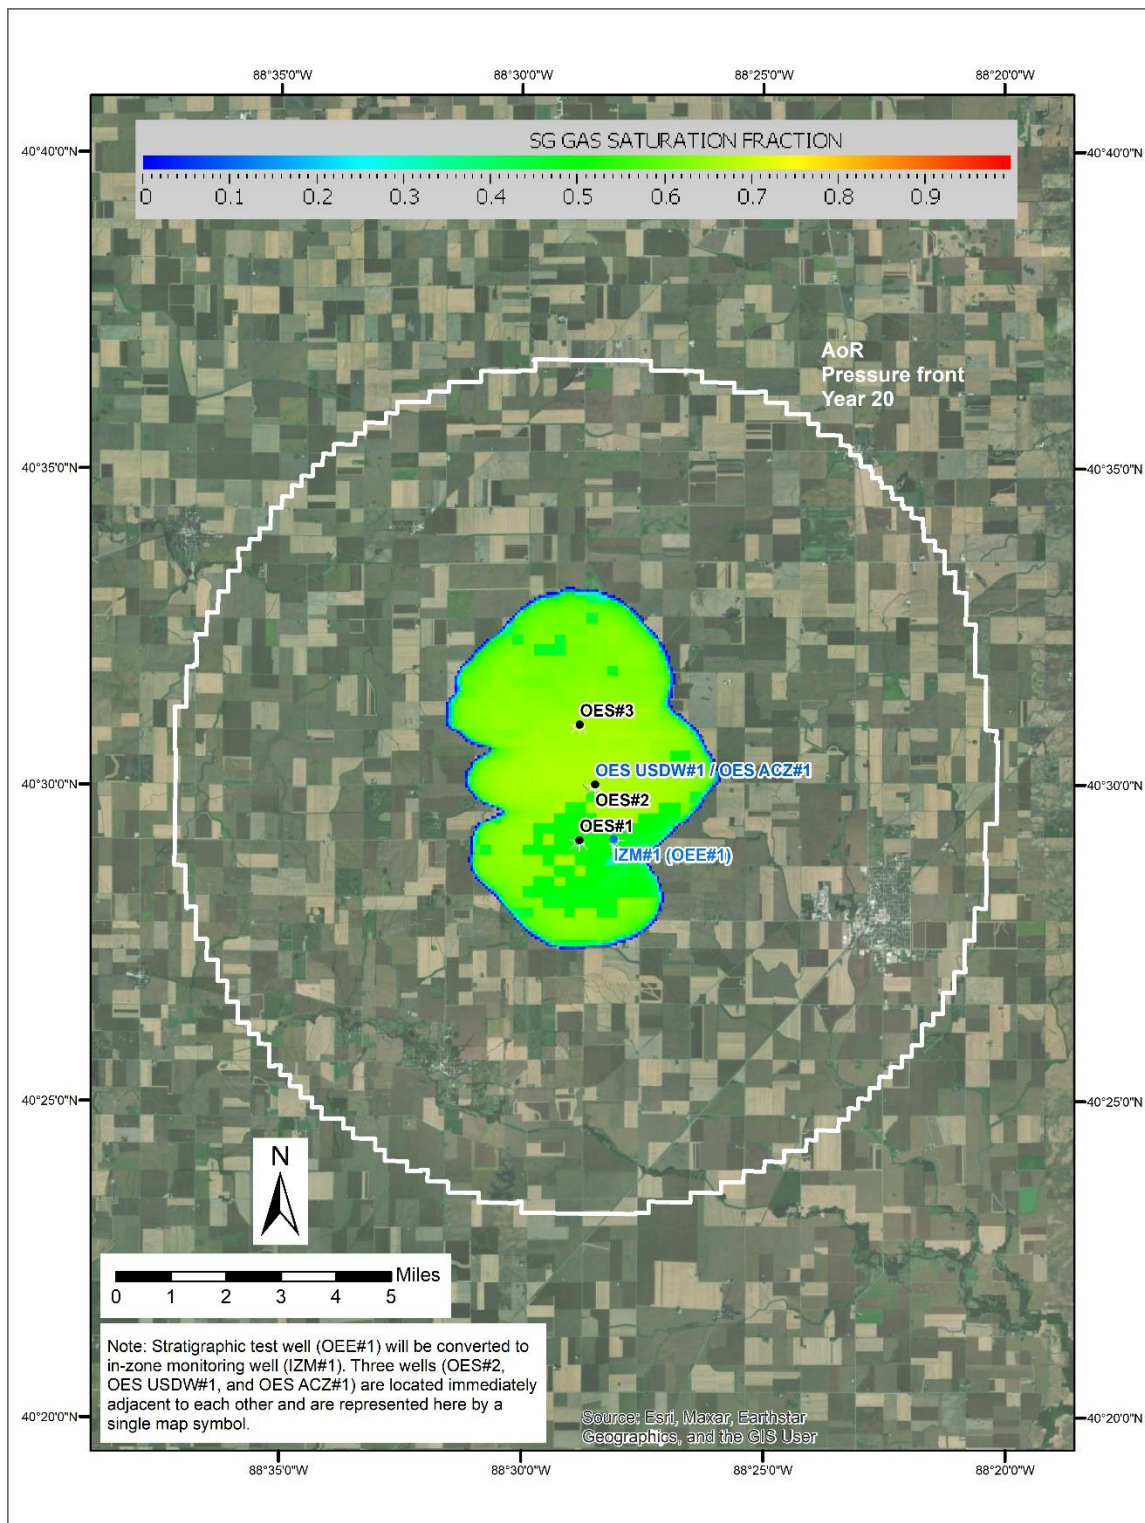 88°35'0"W 88°30'0"W 88°25'0"W 88°20'0"W
40°40'0"N 40°40'0"N
SG GAS SATURATION FRACTION
0 0.1 0.2 0.3 0.4 0.5 0.6 0.7 0.8 0.9
AoR
Pressure front
Year 20
40°35'0"N 40°35'0"N
OES#3
40°30'0"N 40°30'0"N
OES USDW#1 / OES ACZ#1
OES#2
OES#1
IZM#1 (OEE#1)
40°25'0"N 40°25'0"N
N
Miles
0 1 2 3 4 5
Note: Stratigraphic test well (OEE#1) will be converted to
in-zone monitoring well (IZM#1). Three wells (OES#2,
OES USDW#1, and OES ACZ#1) are located immediately
adjacent to each other and are represented here by a
single map symbol.
Source: Esri, Maxar, Earthstar
Geographics, and the GIS User
40°20'0"N 40°20'0"N
88°35'0"W 88°30'0"W 88°25'0"W 88°20'0"W